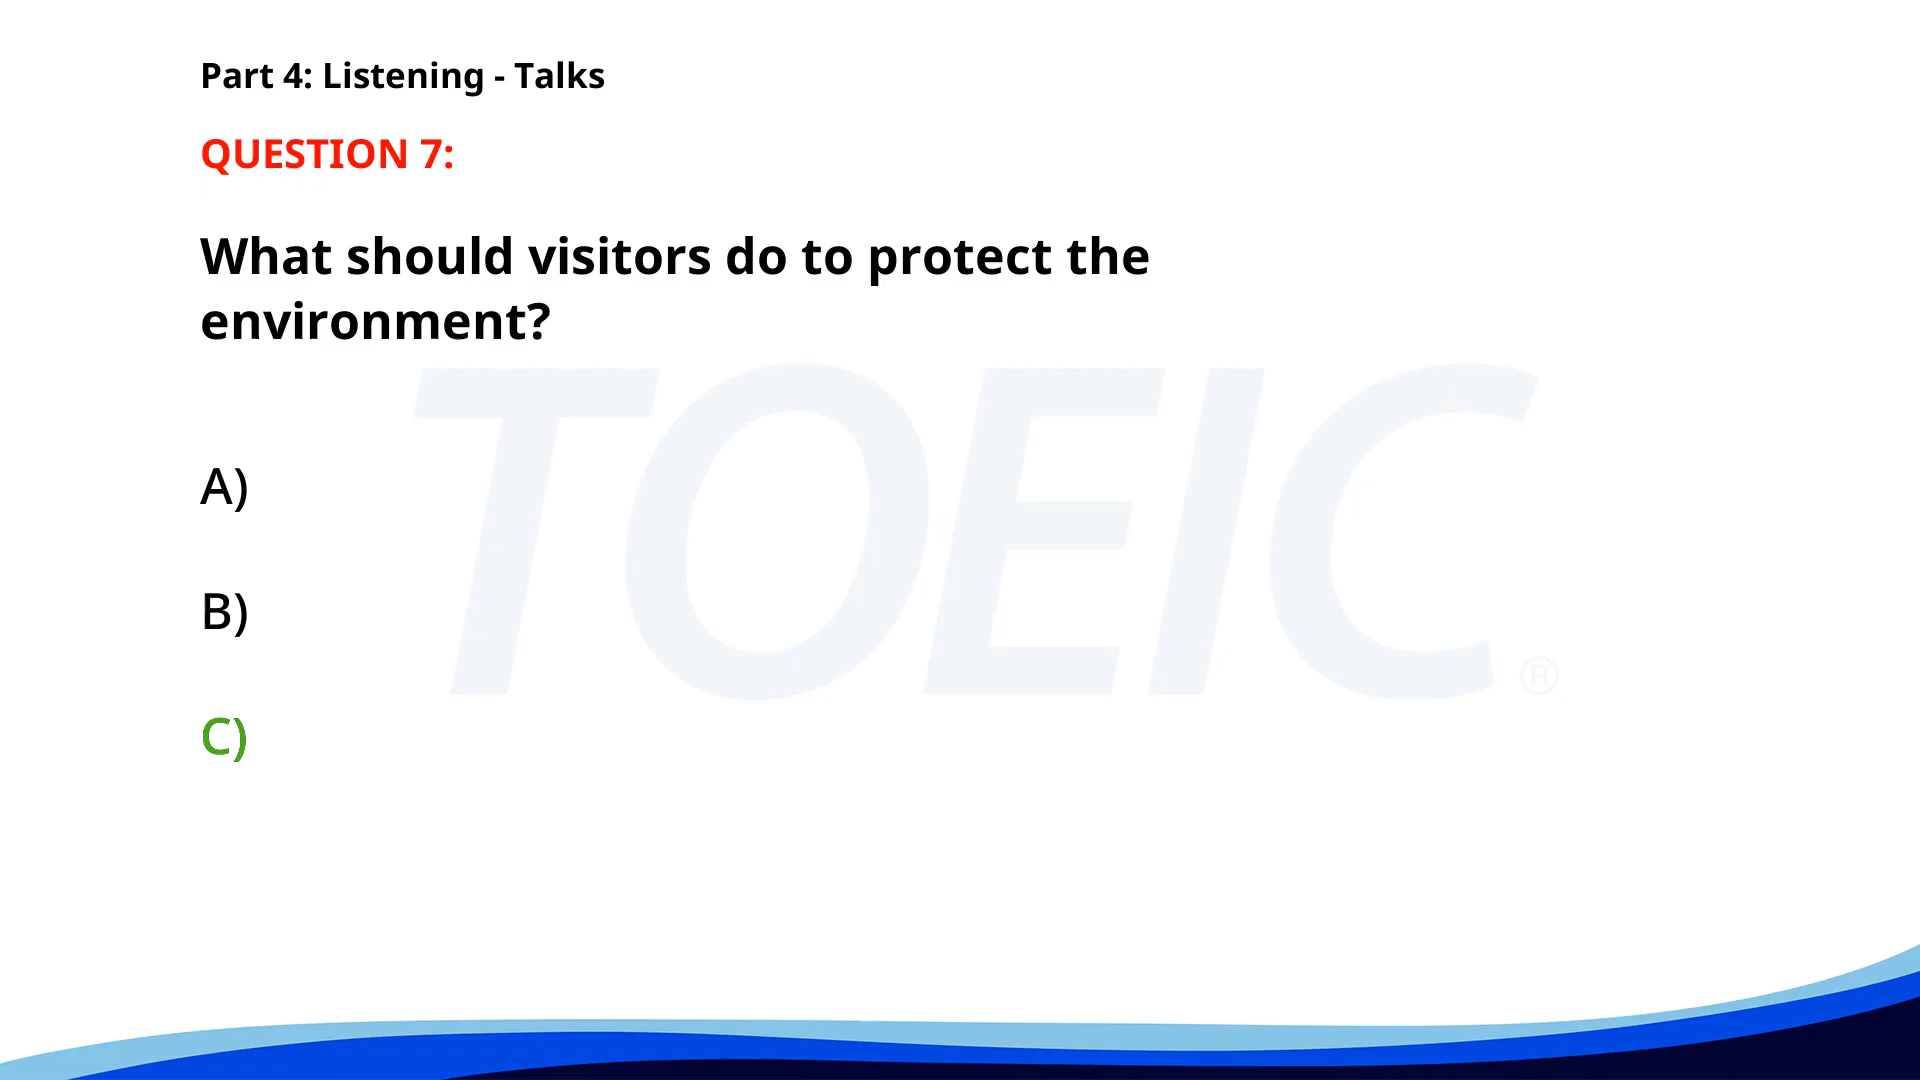 Part 4: Listening - Talks
QUESTION 7:
What should visitors do to protect the
environment?
TOEIC®
A)
B)
C)